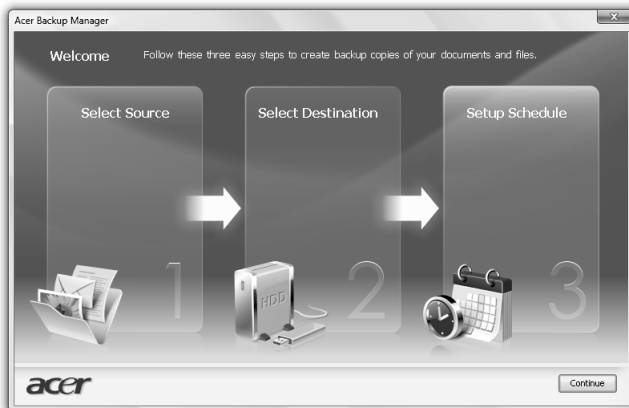 Acer Backup Manager
X
Welcome
Follow these three easy steps to create backup copies of your documents and files.
Select Source
Select Destination
Setup Schedule
1
HDD
2
3
acer
Continue